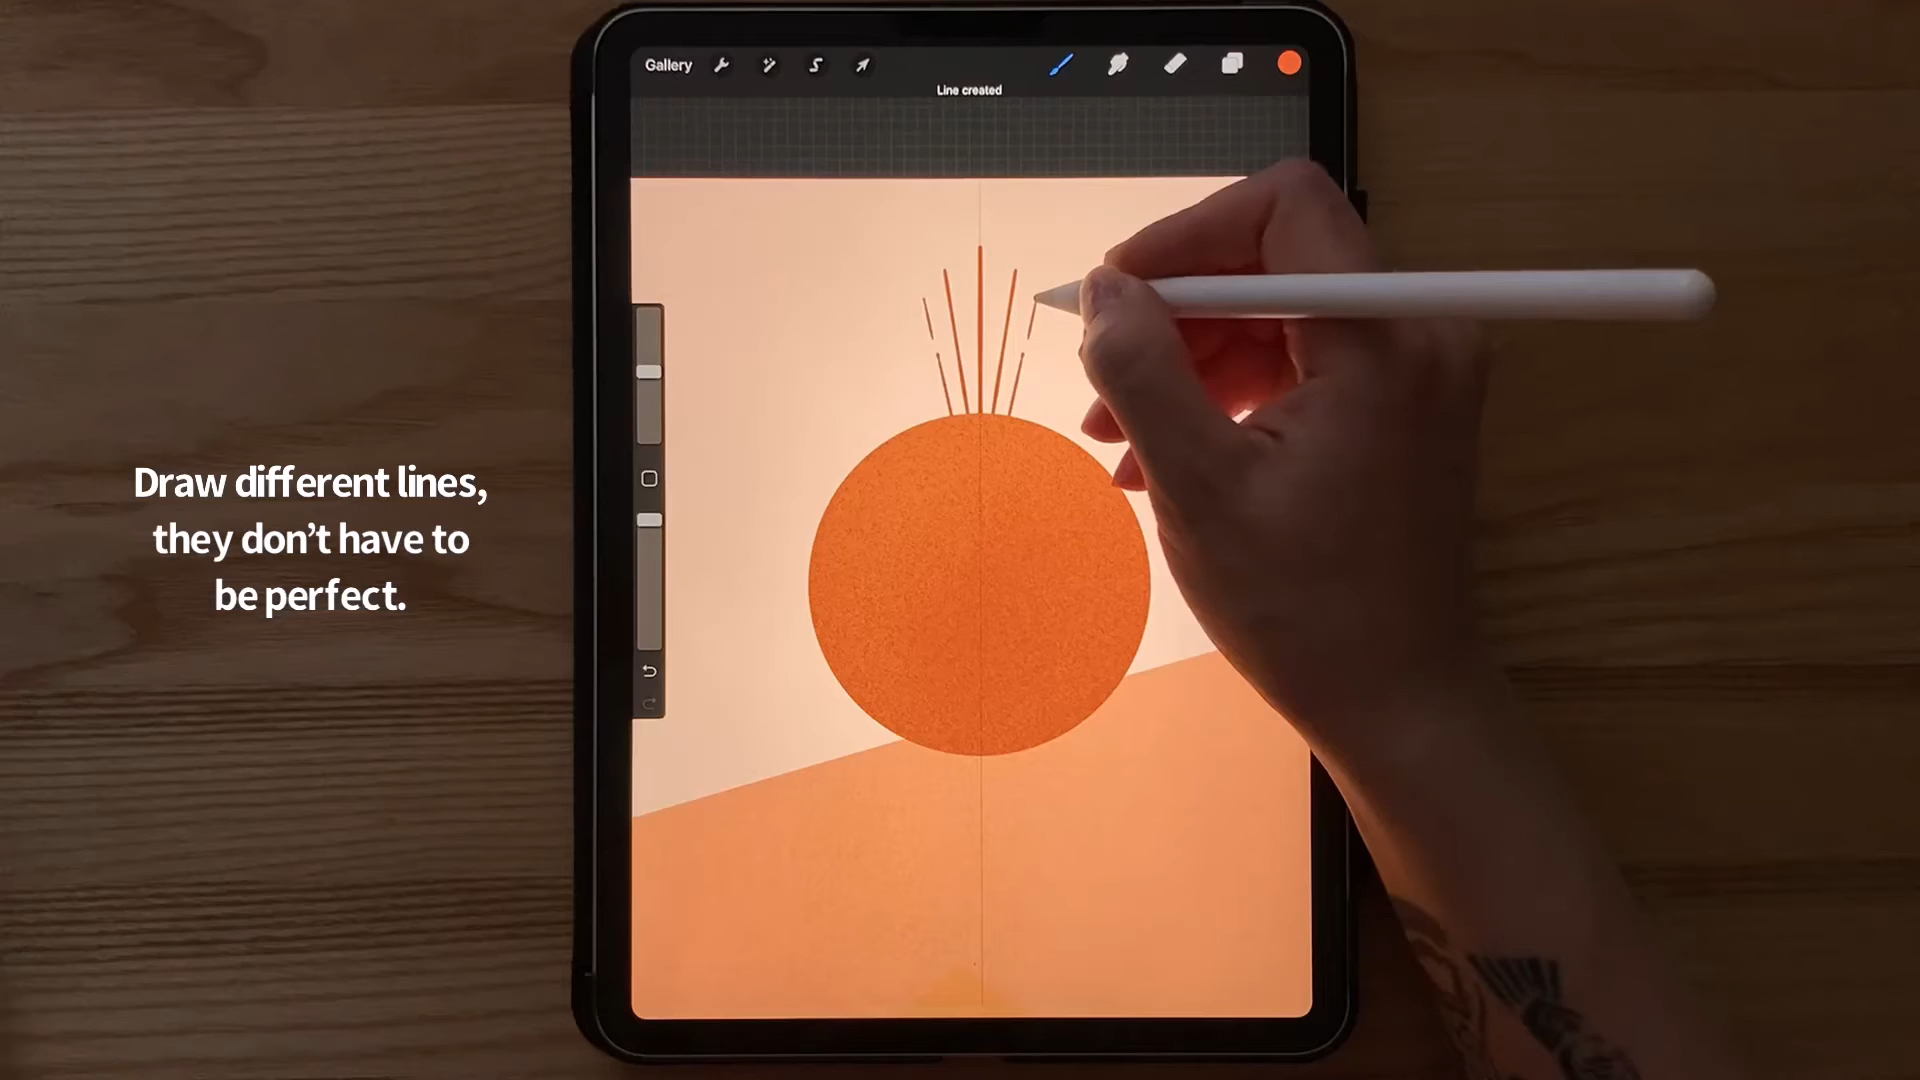 Gallery
Line created
Draw different lines,
they don't have to
be perfect.